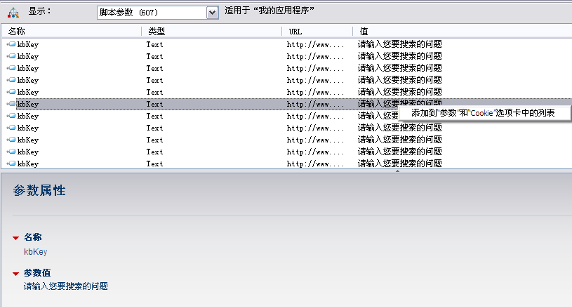 显示： 脚本参数 (607) 适用于“我的应用程序”
名称 类型 URL 值
kbKey Text http://www.... 请输入您要搜索的问题
kbKey Text http://www.... 请输入您要搜索的问题
kbKey Text http://www.... 请输入您要搜索的问题
kbKey Text http://www.... 请输入您要搜索的问题
kbKey Text http://www.... 请输入您要搜索的问题
kbKey Text http://www.... 请输入您要搜索的问题
kbKey Text http://www.... 请输入您要搜索的问题
添加到“参数”和“Cookie”选项卡中的列表
kbKey Text http://www.... 请输入您要搜索的问题
kbKey Text http://www.... 请输入您要搜索的问题
kbKey Text http://www.... 请输入您要搜索的问题
kbKey Text http://www.... 请输入您要搜索的问题
参数属性
名称
kbKey
参数值
请输入您要搜索的问题